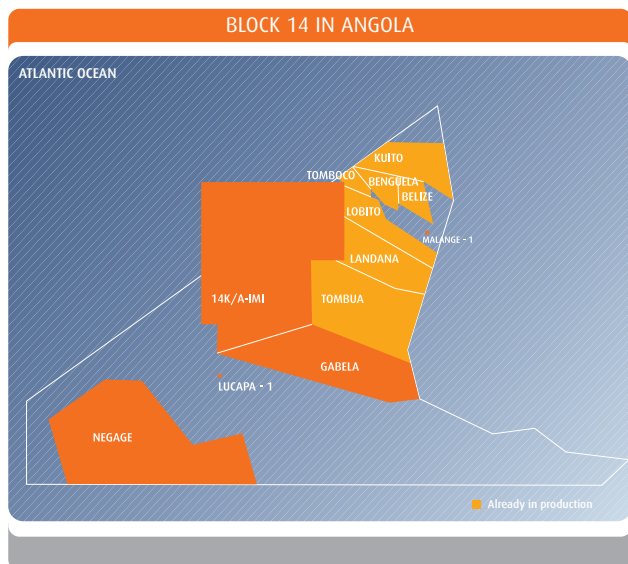 BLOCK 14 IN ANGOLA
ATLANTIC OCEAN
KUITO
TOMBOCO
BENGUELA
BELIZE
LOBITO
MALANGE - 1
LANDANA
14K/A-IMI
TOMBUA
GABELA
LUCAPA - 1
NEGAGE
Already in production